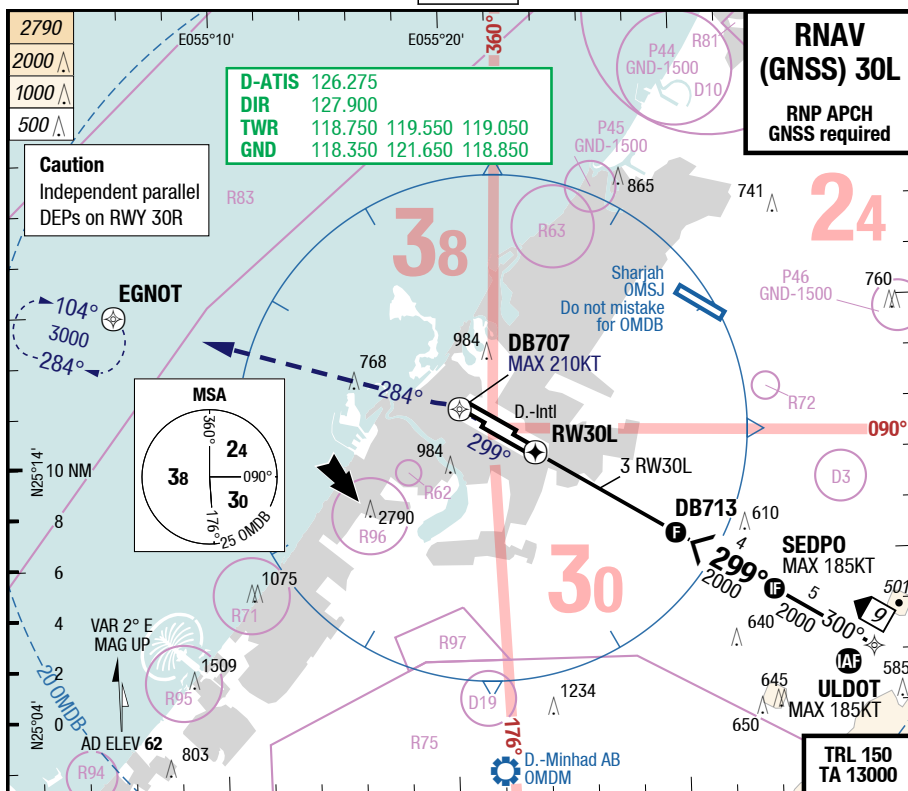 2790
2000
1000
500
E055°10'
E055°20'
360°
R81
P44
GND-1500
D10
RNAV
(GNSS) 30L
RNP APCH
GNSS required
D-ATIS 126.275
DIR 127.900
TWR 118.750 119.550 119.050
GND 118.350 121.650 118.850
Caution
Independent parallel
DEPs on RWY 30R
R83
P45
GND-1500
865
741
24
38
R63
Sharjah
OMSJ
Do not mistake
for OMDB
P46
GND-1500
760
EGNOT
104°
3000
284°
DB707
MAX 210KT
984
768
284°
D.-Intl
RW30L
299°
R72
090°
MSA
360°
24
38
090°
30
176°
25 OMDB
N25°14'
10 NM
984
R62
3 RW30L
D3
2790
R96
DB713
F
610
8
4
SEDPO
MAX 185KT
299°
2000
IF
5
2000
300°
9
501
6
1075
R71
30
640
IAF
ULDOT
MAX 185KT
585
4
VAR 2° E
MAG UP
R97
645
650
2
1509
R95
D19
1234
20 OMDB
N25°04'
0
AD ELEV 62
R75
176°
803
R94
D.-Minhad AB
OMDM
TRL 150
TA 13000